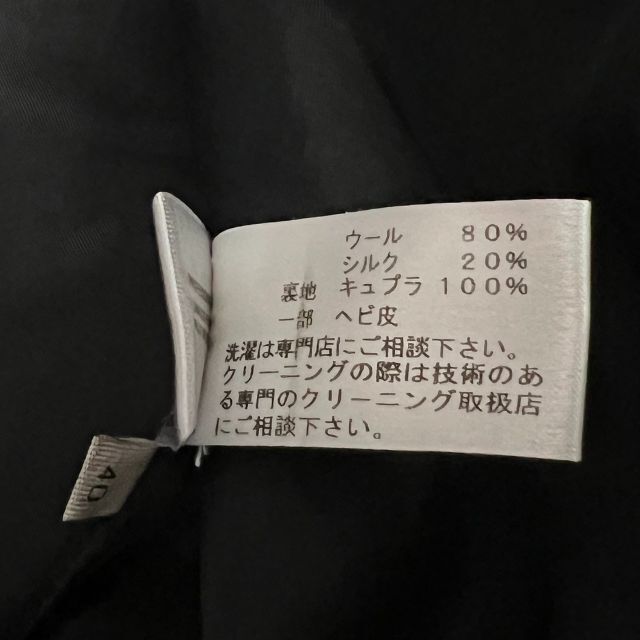 ウール 80%
シルク 20%
裏地 キュプラ 100%
一部 ヘビ皮
洗濯は専門店にご相談下さい。
クリーニングの際は技術のあ
る専門のクリーニング取扱店
にご相談下さい。
40